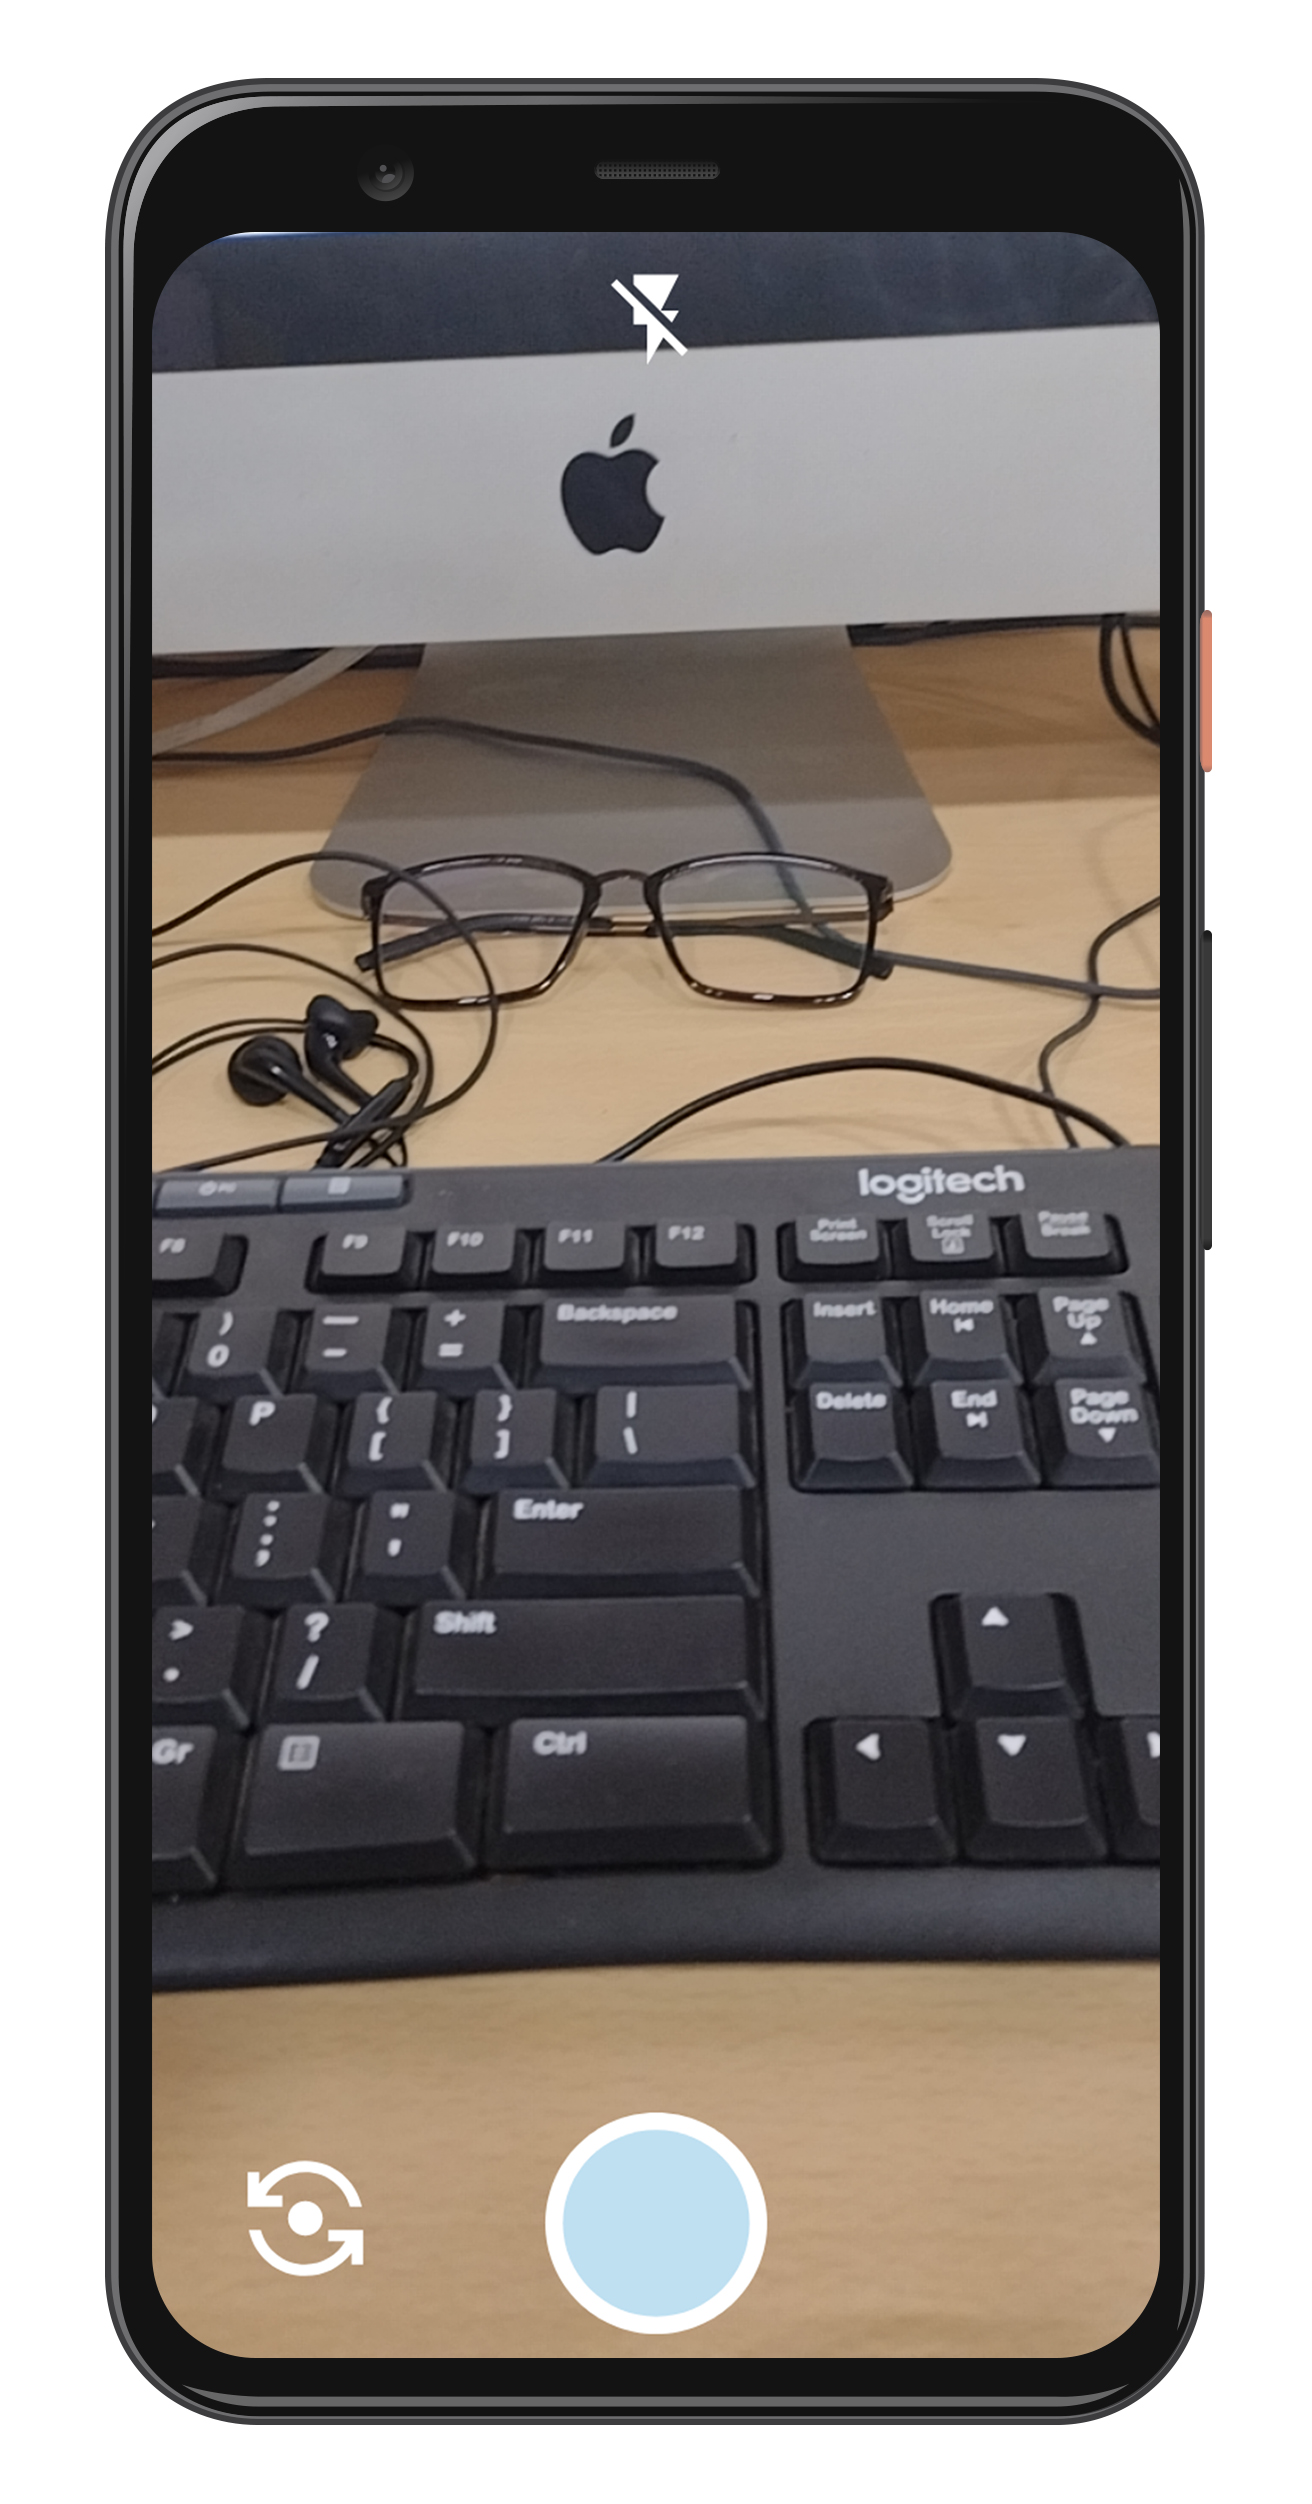 logitech
F8 F9 F10 F11 F12 Print Screen Scroll Lock Pause Break
) 0 — - + = Backspace Insert Home Page Up
P { [ } ] | \ Delete End Page Down
: ; " ' Enter
> . ? / Shift
Gr Ctrl